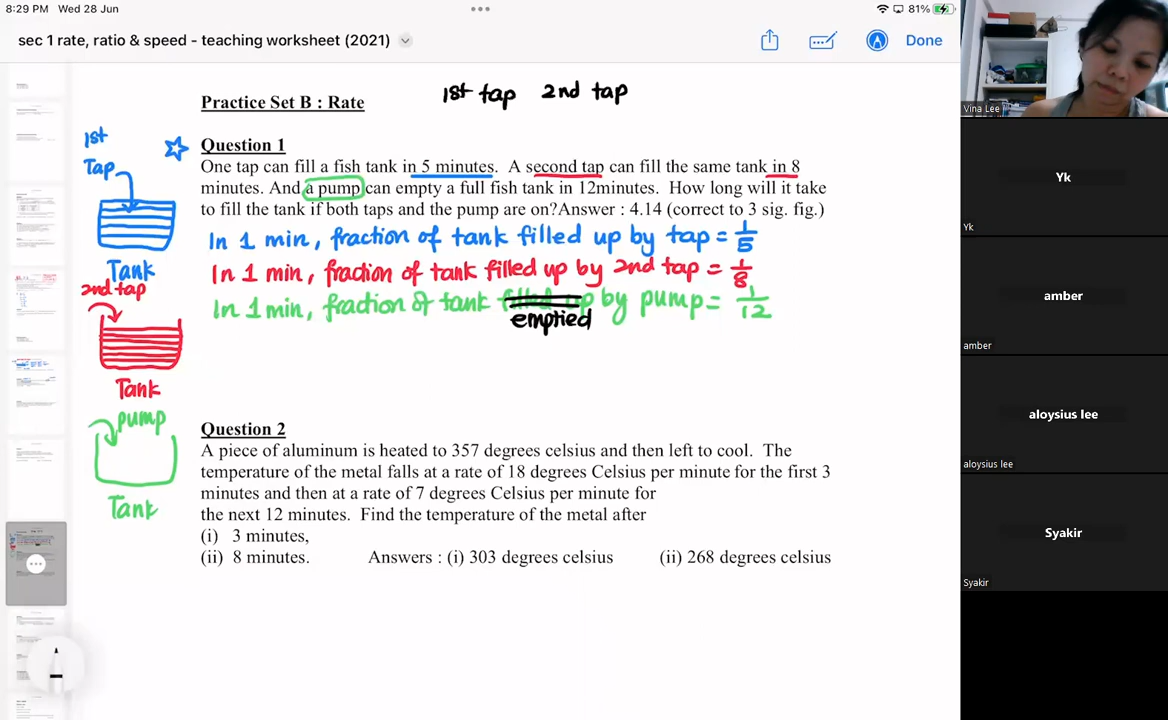 8:29 PM Wed 28 Jun
81%
sec 1 rate, ratio & speed - teaching worksheet (2021)
Done
Vina Lee
Yk
Yk
amber
amber
aloysius lee
aloysius lee
Syakir
Syakir
1st tap 2nd tap
Practice Set B : Rate
1st
Tap
Tank
2nd tap
Tank
pump
Tank
Question 1
One tap can fill a fish tank in 5 minutes. A second tap can fill the same tank in 8
minutes. And a pump can empty a full fish tank in 12minutes. How long will it take
to fill the tank if both taps and the pump are on?Answer : 4.14 (correct to 3 sig. fig.)
In 1 min, fraction of tank filled up by tap = 1/5
In 1 min, fraction of tank filled up by 2nd tap = 1/8
In 1 min, fraction of tank filled up by pump = 1/12
emptied
Question 2
A piece of aluminum is heated to 357 degrees celsius and then left to cool. The
temperature of the metal falls at a rate of 18 degrees Celsius per minute for the first 3
minutes and then at a rate of 7 degrees Celsius per minute for
the next 12 minutes. Find the temperature of the metal after
(i) 3 minutes,
(ii) 8 minutes. Answers : (i) 303 degrees celsius (ii) 268 degrees celsius